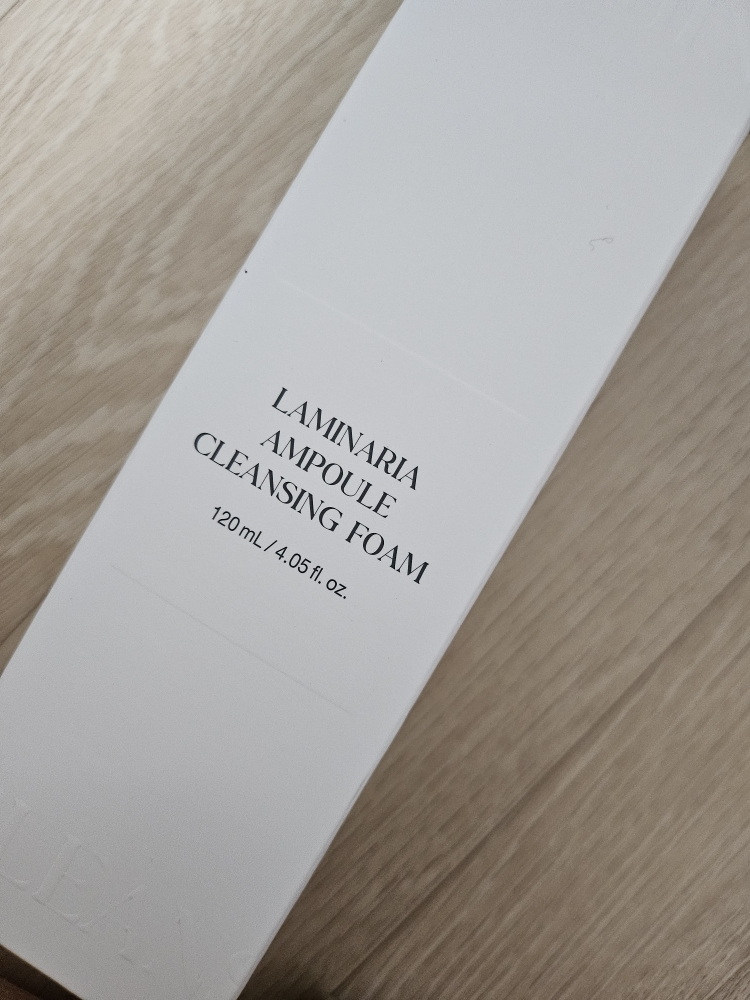 LAMINARIA
AMPOULE
CLEANSING FOAM
120 mL / 4.05 fl. oz.